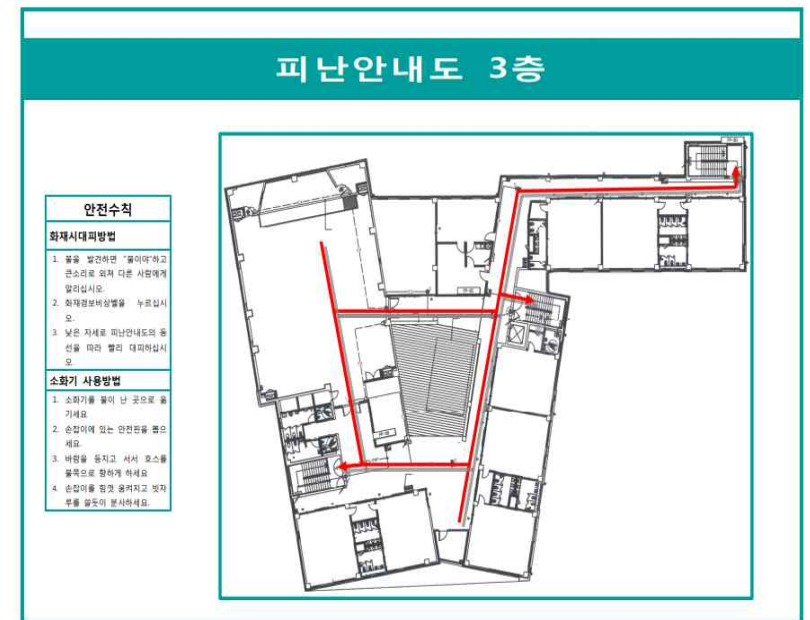 피난안내도 3층
안전수칙
화재시대피방법
1. 불을 발견하면 "불이야"하고
큰소리로 외쳐 다른 사람에게
알리십시오.
2. 화재경보비상벨을 누르십시
오.
3. 낮은 자세로 피난안내도의 동
선을 따라 빨리 대피하십시
오
소화기 사용방법
1. 소화기를 불이 난 곳으로 옮
기세요
2. 손잡이에 있는 안전핀을 뽑으
세요.
3. 바람을 등지고 서서 호스를
불쪽으로 향하게 하세요
4. 손잡이를 힘껏 움켜지고 빗자
루를 쓸듯이 분사하세요.